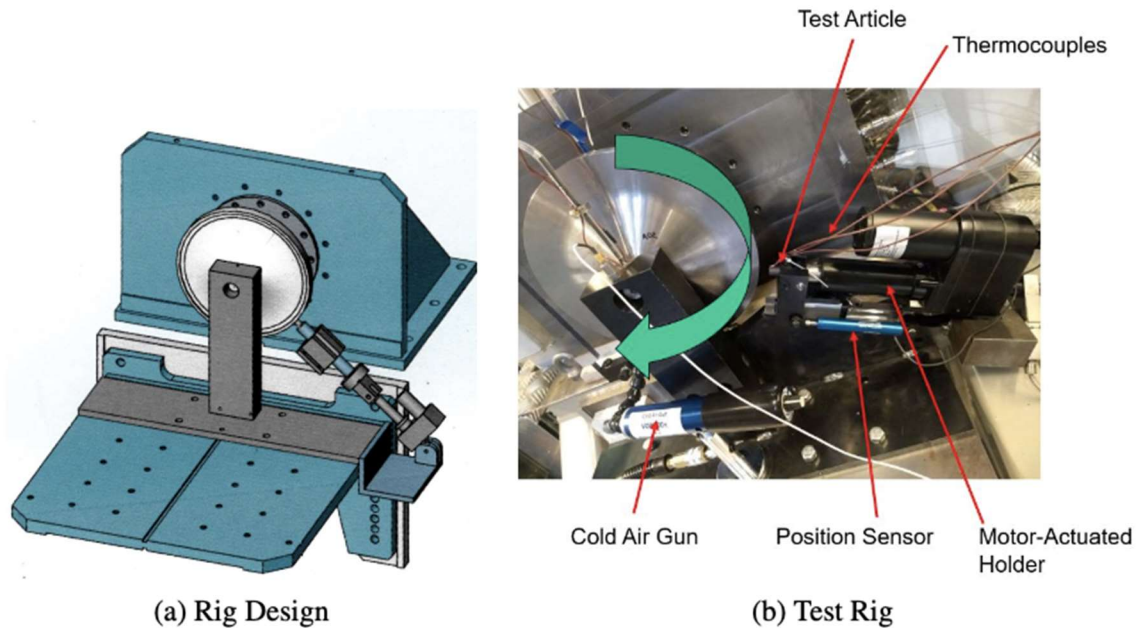 Test Article
Thermocouples
Cold Air Gun
Position Sensor
Motor-Actuated
Holder
(a) Rig Design
(b) Test Rig